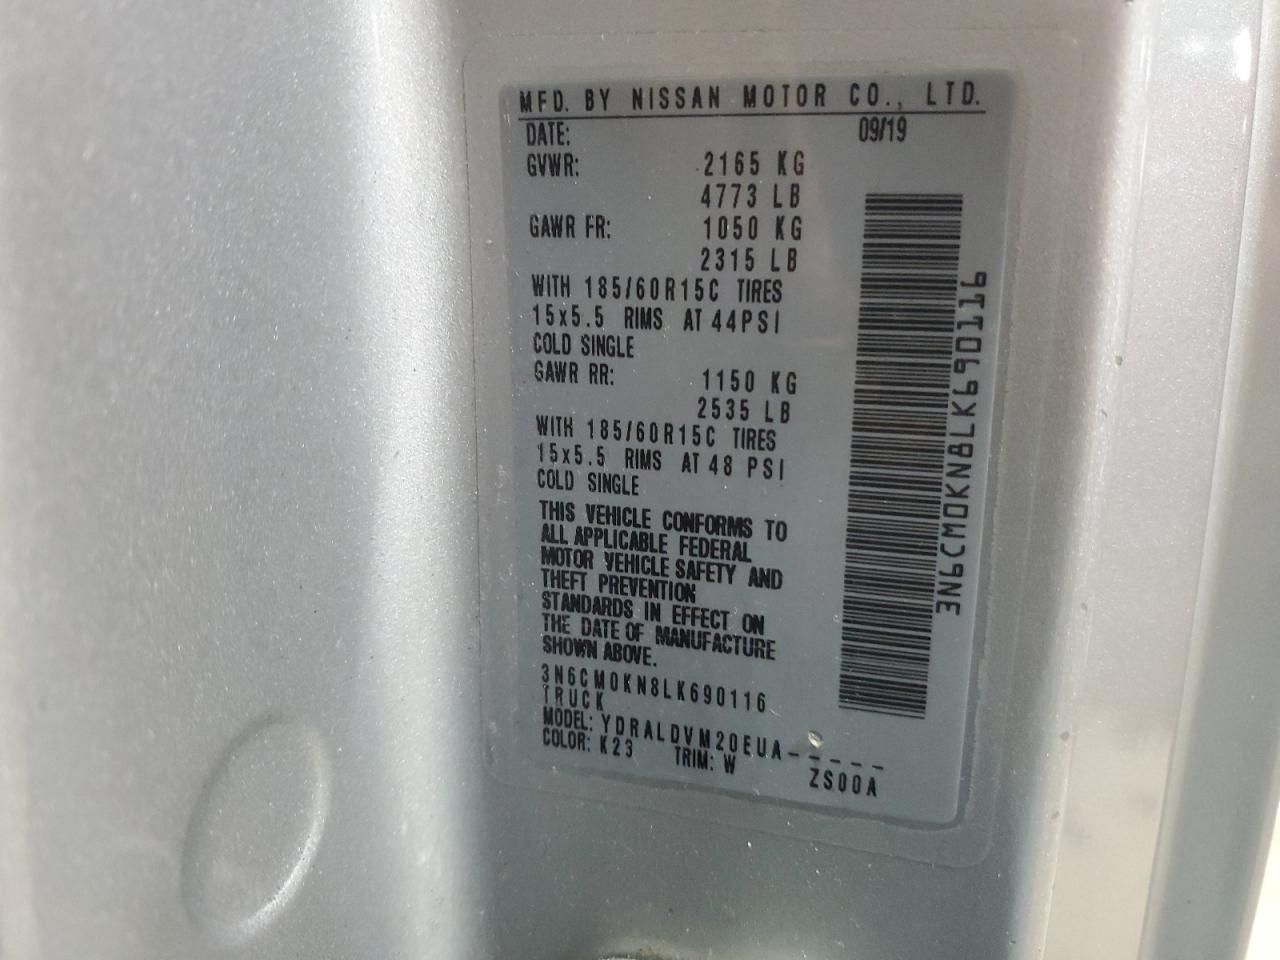 MFD. BY NISSAN MOTOR CO., LTD.
DATE: 09/19
GVWR: 2165 KG
4773 LB
GAWR FR: 1050 KG
2315 LB
WITH 185/60R15C TIRES
15x5.5 RIMS AT 44PSI
COLD SINGLE
GAWR RR: 1150 KG
2535 LB
WITH 185/60R15C TIRES
15x5.5 RIMS AT 48 PSI
COLD SINGLE
THIS VEHICLE CONFORMS TO
ALL APPLICABLE FEDERAL
MOTOR VEHICLE SAFETY AND
THEFT PREVENTION
STANDARDS IN EFFECT ON
THE DATE OF MANUFACTURE
SHOWN ABOVE.
3N6CM0KN8LK690116
TRUCK
MODEL: YDRALDVM20EUA-----
COLOR: K23 TRIM: W ZS00A
3N6CM0KN8LK690116